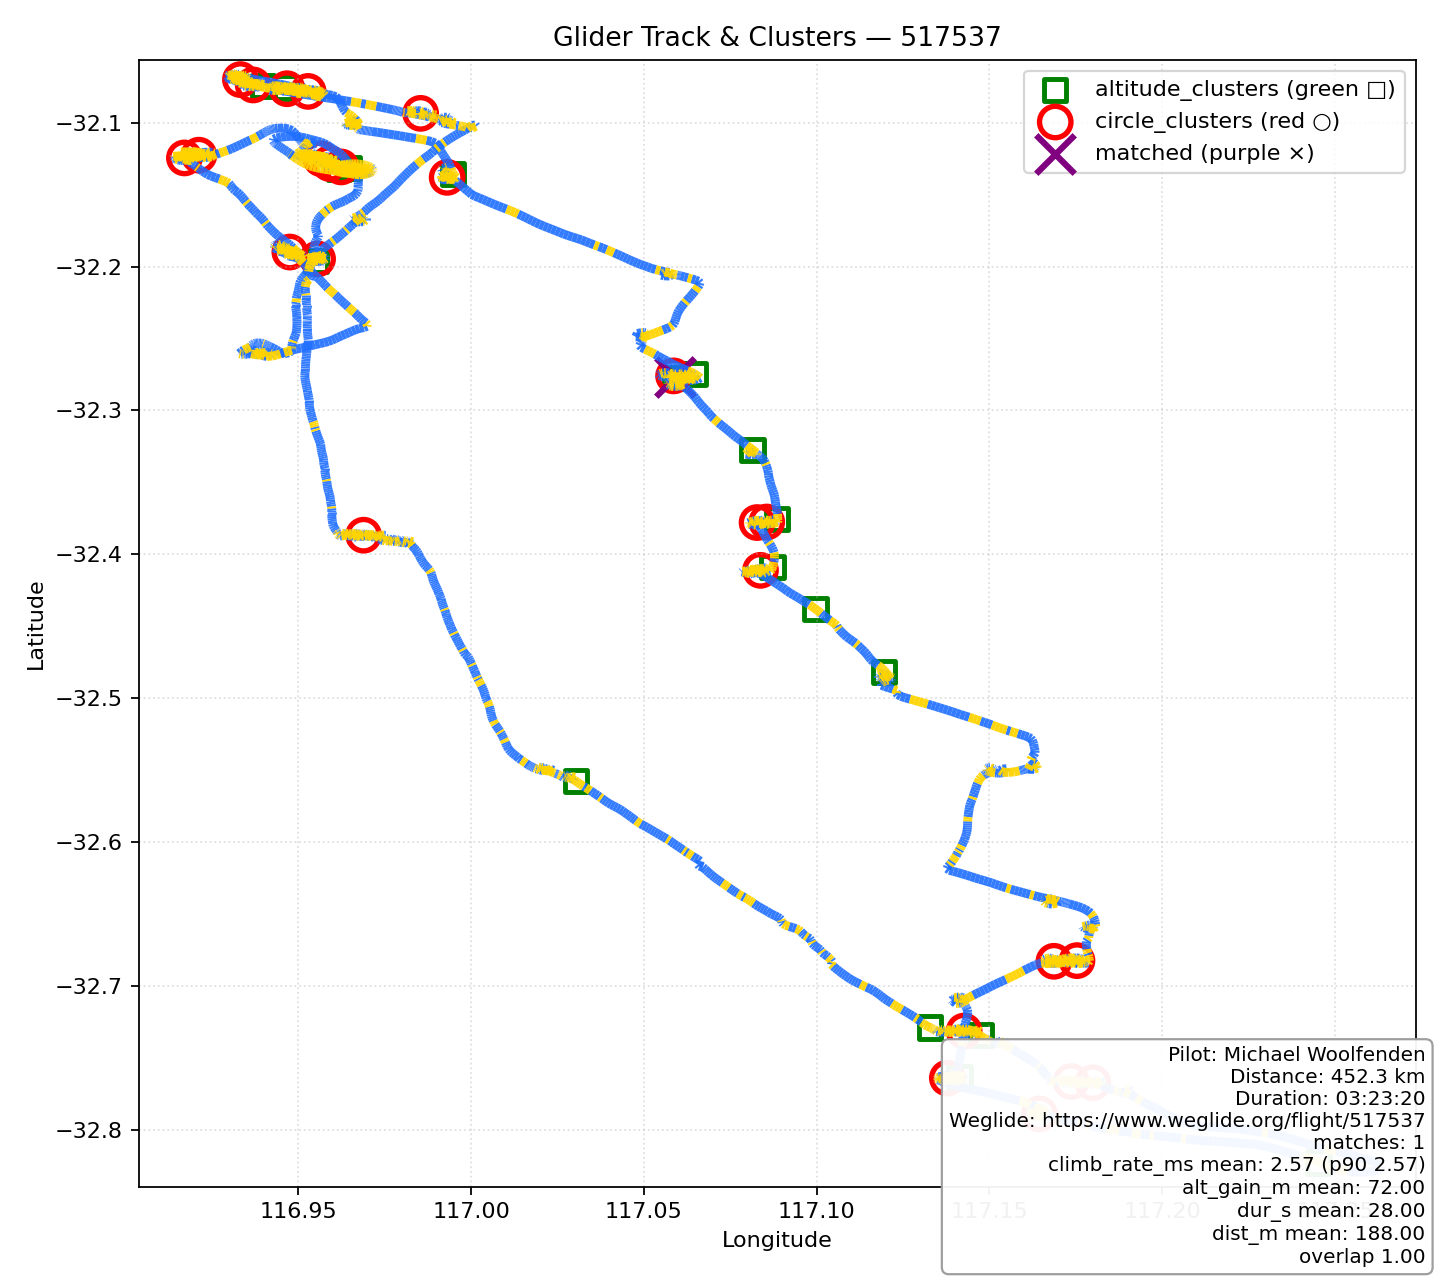 Glider Track & Clusters — 517537
altitude_clusters (green □)
circle_clusters (red ○)
matched (purple ×)
−32.1
−32.2
−32.3
−32.4
−32.5
−32.6
−32.7
−32.8
Latitude
116.95
117.00
117.05
117.10
117.15
117.20
Longitude
Pilot: Michael Woolfenden
Distance: 452.3 km
Duration: 03:23:20
Weglide: https://www.weglide.org/flight/517537
matches: 1
climb_rate_ms mean: 2.57 (p90 2.57)
alt_gain_m mean: 72.00
dur_s mean: 28.00
dist_m mean: 188.00
overlap 1.00